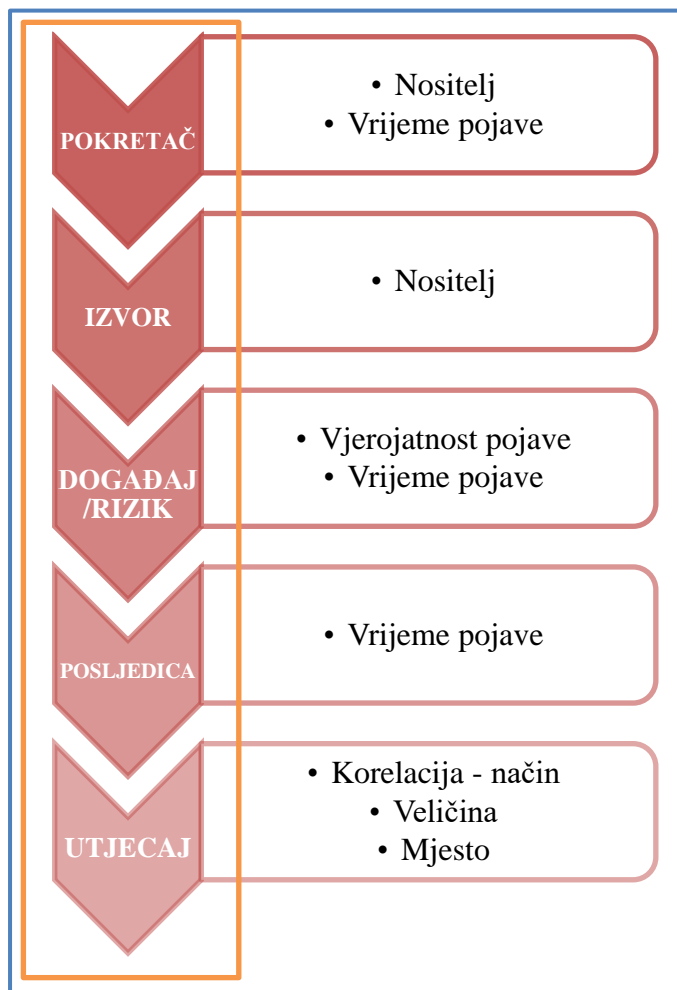 POKRETAČ
• Nositelj
• Vrijeme pojave
IZVOR
• Nositelj
DOGAĐAJ
/RIZIK
• Vjerojatnost pojave
• Vrijeme pojave
POSLJEDICA
• Vrijeme pojave
UTJECAJ
• Korelacija - način
• Veličina
• Mjesto